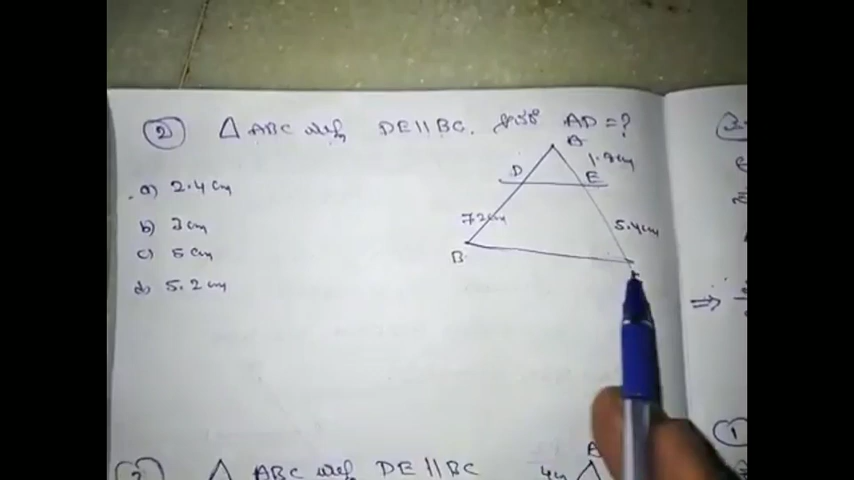 2 △ ABC యందు DE || BC. అయితే AD = ?
a) 2.4 cm
b) 3 cm
c) 5 cm
d) 5.2 cm
A
D
1.8 cm
E
7.2 cm
5.4 cm
B
⇒
1
△ ABC యందు DE || BC